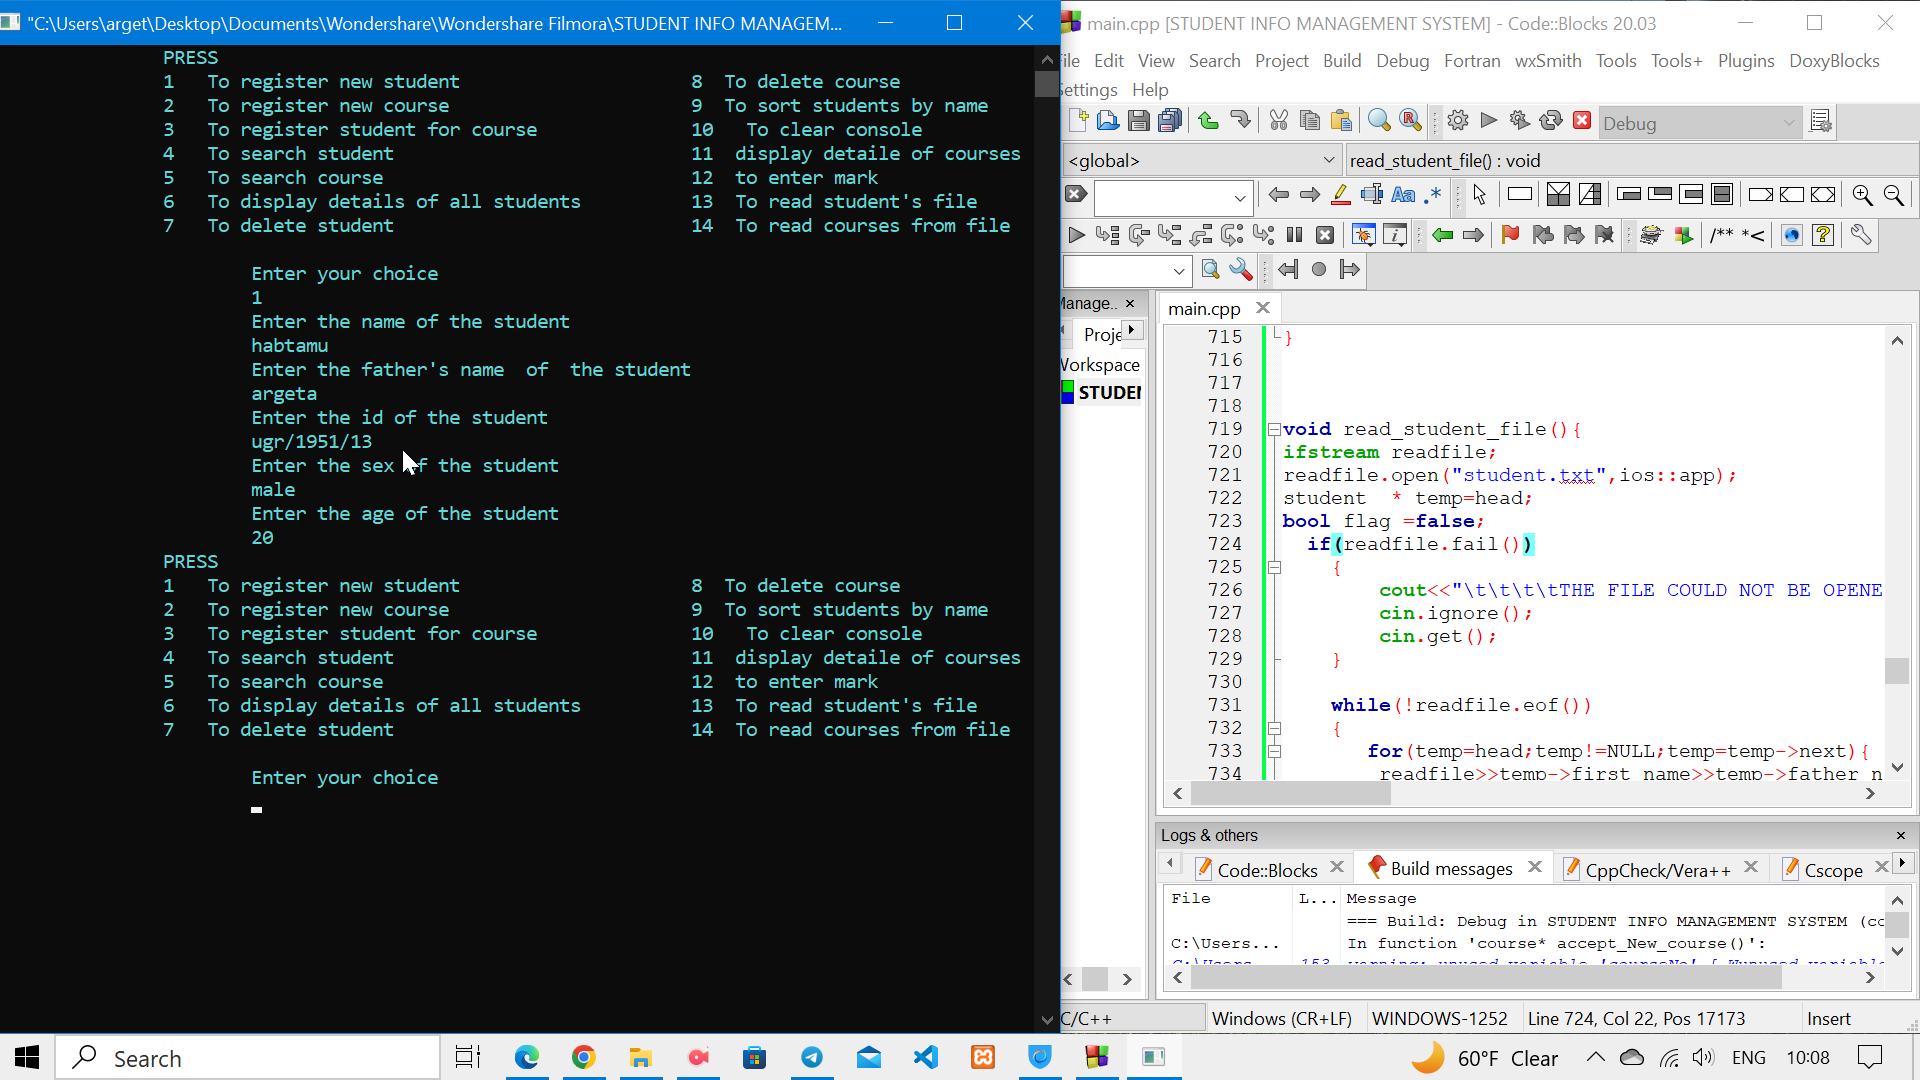 "C:\Users\arget\Desktop\Documents\Wondershare\Wondershare Filmora\STUDENT INFO MANAGEM...
PRESS
1 To register new student 8 To delete course
2 To register new course 9 To sort students by name
3 To register student for course 10 To clear console
4 To search student 11 display detaile of courses
5 To search course 12 to enter mark
6 To display details of all students 13 To read student's file
7 To delete student 14 To read courses from file
Enter your choice
1
Enter the name of the student
habtamu
Enter the father's name of the student
argeta
Enter the id of the student
ugr/1951/13
Enter the sex of the student
male
Enter the age of the student
20
PRESS
1 To register new student 8 To delete course
2 To register new course 9 To sort students by name
3 To register student for course 10 To clear console
4 To search student 11 display detaile of courses
5 To search course 12 to enter mark
6 To display details of all students 13 To read student's file
7 To delete student 14 To read courses from file
Enter your choice
main.cpp [STUDENT INFO MANAGEMENT SYSTEM] - Code::Blocks 20.03
ile Edit View Search Project Build Debug Fortran wxSmith Tools Tools+ Plugins DoxyBlocks
ettings Help
Debug
<global> read_student_file() : void
Aa .*
/** *<
Manage.. main.cpp
Proje
Workspace
STUDEN
715 }
716
717
718
719 void read_student_file(){
720 ifstream readfile;
721 readfile.open("student.txt",ios::app);
722 student * temp=head;
723 bool flag =false;
724 if(readfile.fail())
725 {
726 cout<<"\t\t\t\tTHE FILE COULD NOT BE OPENE
727 cin.ignore();
728 cin.get();
729 }
730
731 while(!readfile.eof())
732 {
733 for(temp=head;temp!=NULL;temp=temp->next){
734 readfile>>temp->first_name>>temp->father_n
Logs & others
Code::Blocks Build messages CppCheck/Vera++ Cscope
File L... Message
=== Build: Debug in STUDENT INFO MANAGEMENT SYSTEM (co
C:\Users... In function 'course* accept_New_course()':
C:\Users... 153 warning: unused variable 'courseNo' [-Wunused-variable
C/C++ Windows (CR+LF) WINDOWS-1252 Line 724, Col 22, Pos 17173 Insert
Search 60°F Clear ENG 10:08